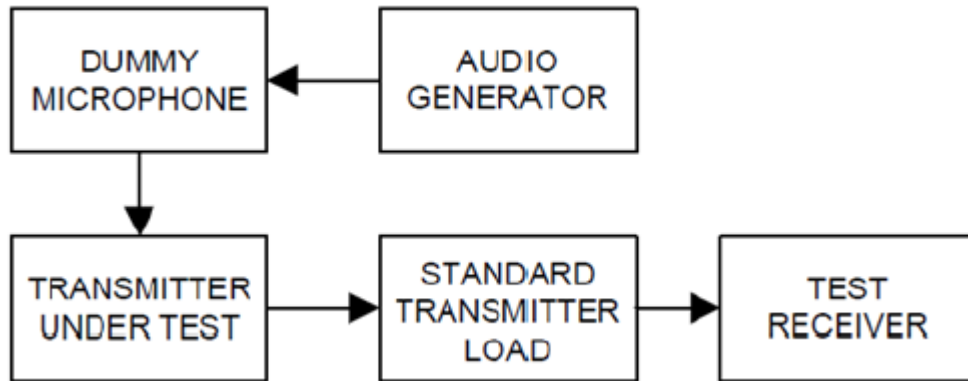 DUMMY
MICROPHONE
AUDIO
GENERATOR
TRANSMITTER
UNDER TEST
STANDARD
TRANSMITTER
LOAD
TEST
RECEIVER